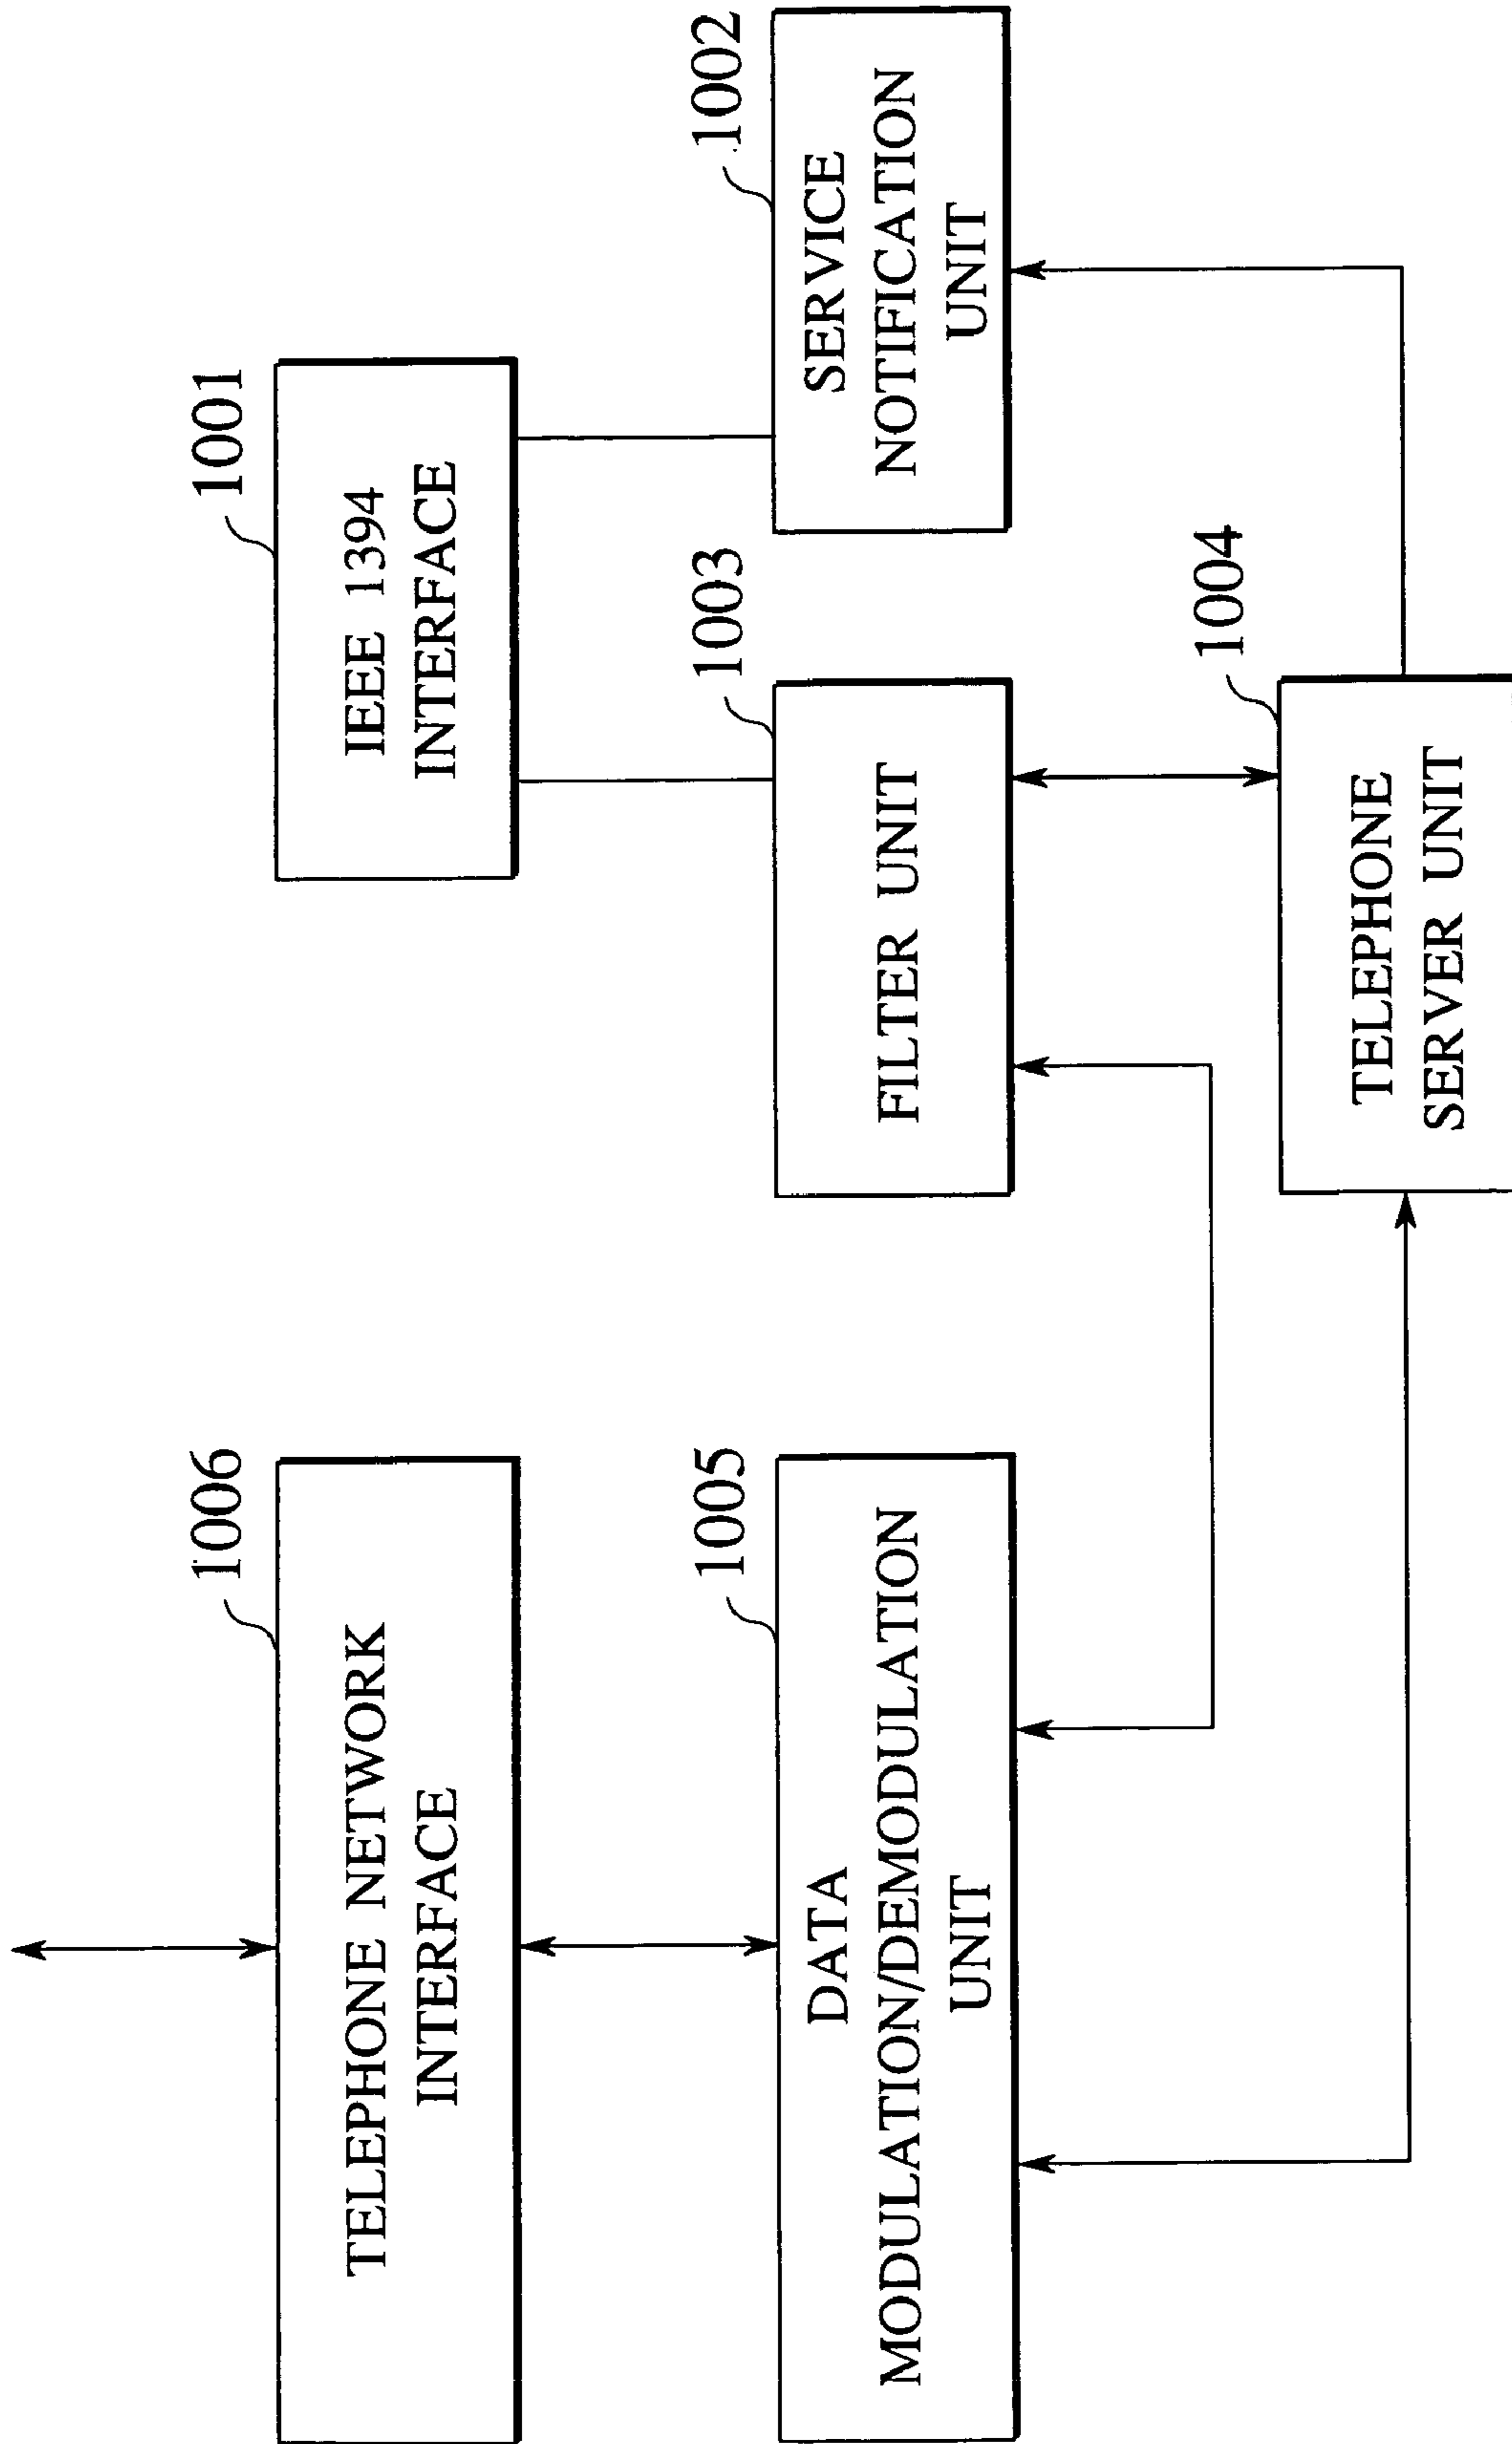 1006
TELEPHONE NETWORK
INTERFACE
1001
IEEE 1394
INTERFACE
1005
DATA
MODULATION/DEMODULATION
UNIT
1003
FILTER UNIT
1002
SERVICE
NOTIFICATION
UNIT
1004
TELEPHONE
SERVER UNIT